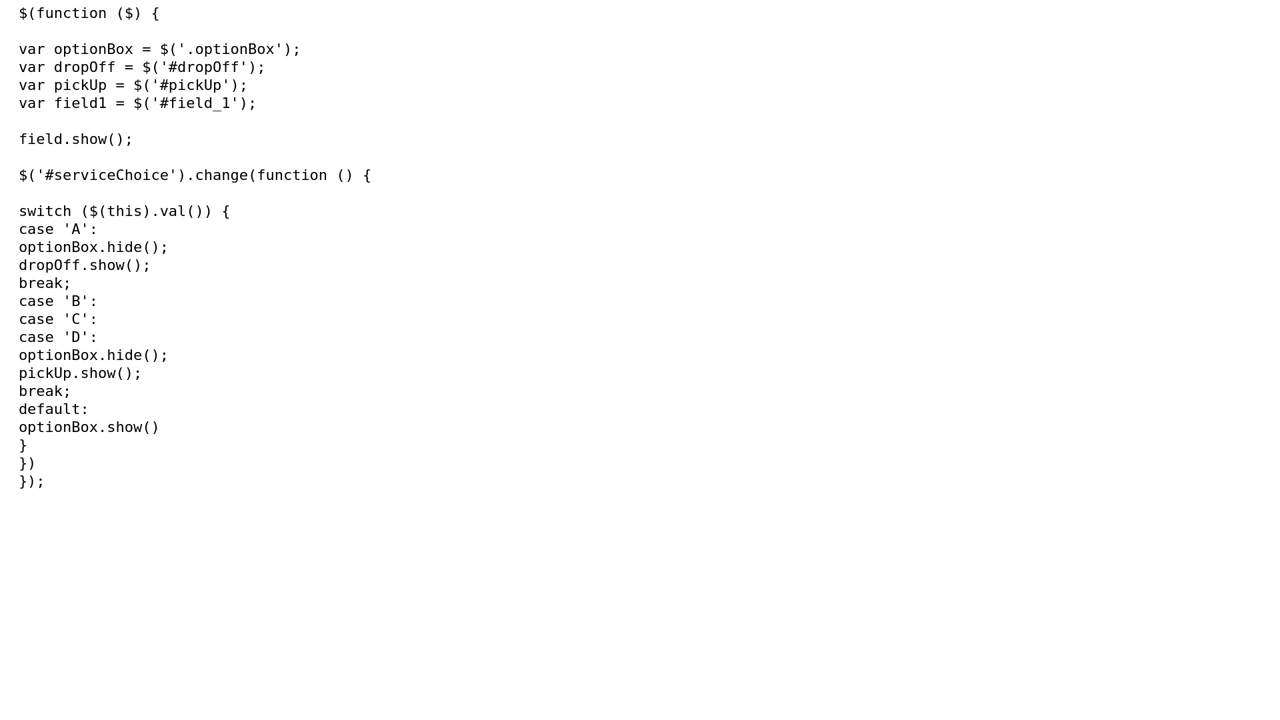 $(function ($) {
var optionBox = $('.optionBox');
var dropOff = $('#dropOff');
var pickUp = $('#pickUp');
var field1 = $('#field_1');
field.show();
$('#serviceChoice').change(function () {
switch ($(this).val()) {
case 'A':
optionBox.hide();
dropOff.show();
break;
case 'B':
case 'C':
case 'D':
optionBox.hide();
pickUp.show();
break;
default:
optionBox.show()
}
})
});